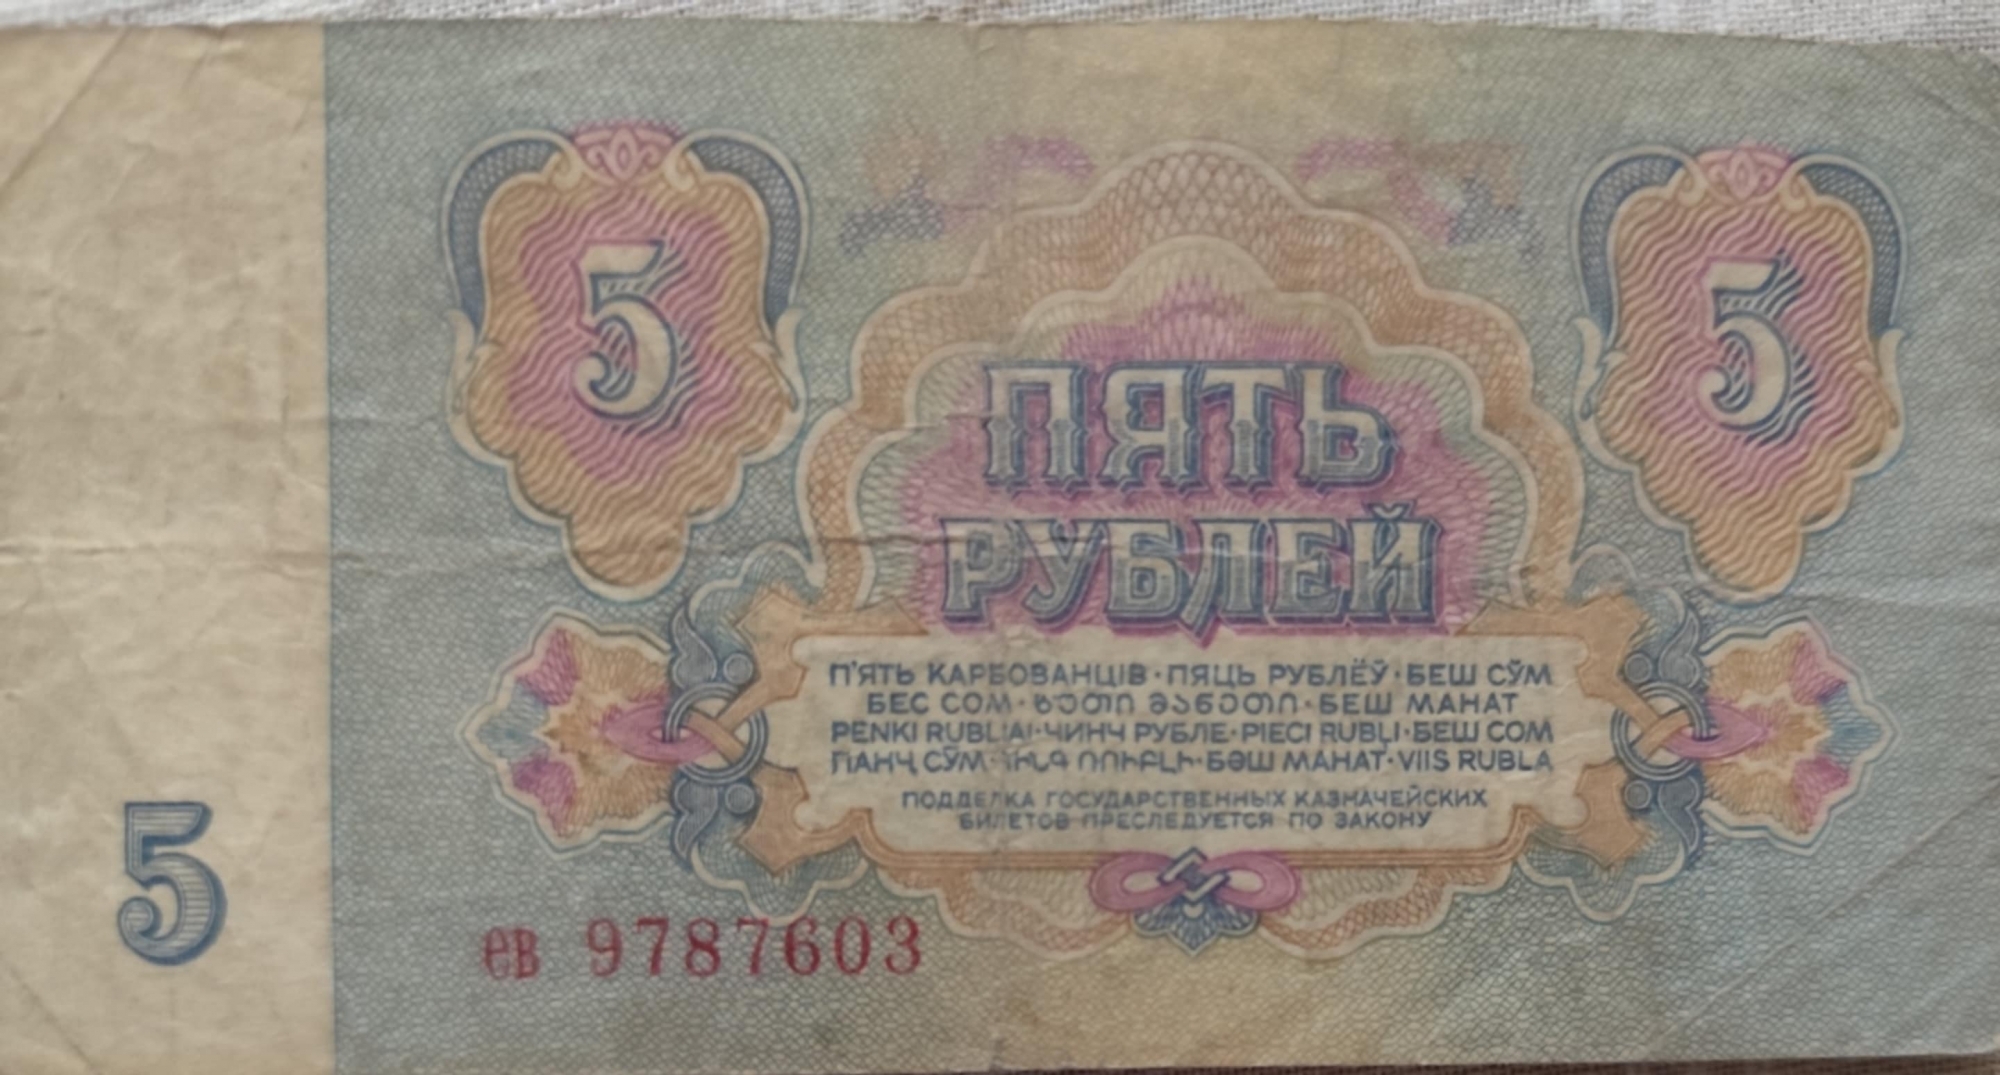 5
5
ПЯТЬ
РУБЛЕЙ
П'ЯТЬ КАРБОВАНЦІВ · ПЯЦЬ РУБЛЁЎ · БЕШ СЎМ
БЕС СОМ · ხუთი მანეთი · БЕШ МАНАТ
PENKI RUBLIAI · ЧИНЧ РУБЛЕ · PIECI RUBĻI · БЕШ СОМ
ПАНҶ СӮМ · ՀԻՆԳ ՌՈՒԲԼԻ · БӘШ МАНАТ · VIIS RUBLA
ПОДДЕЛКА ГОСУДАРСТВЕННЫХ КАЗНАЧЕЙСКИХ
БИЛЕТОВ ПРЕСЛЕДУЕТСЯ ПО ЗАКОНУ
5
ев 9787603